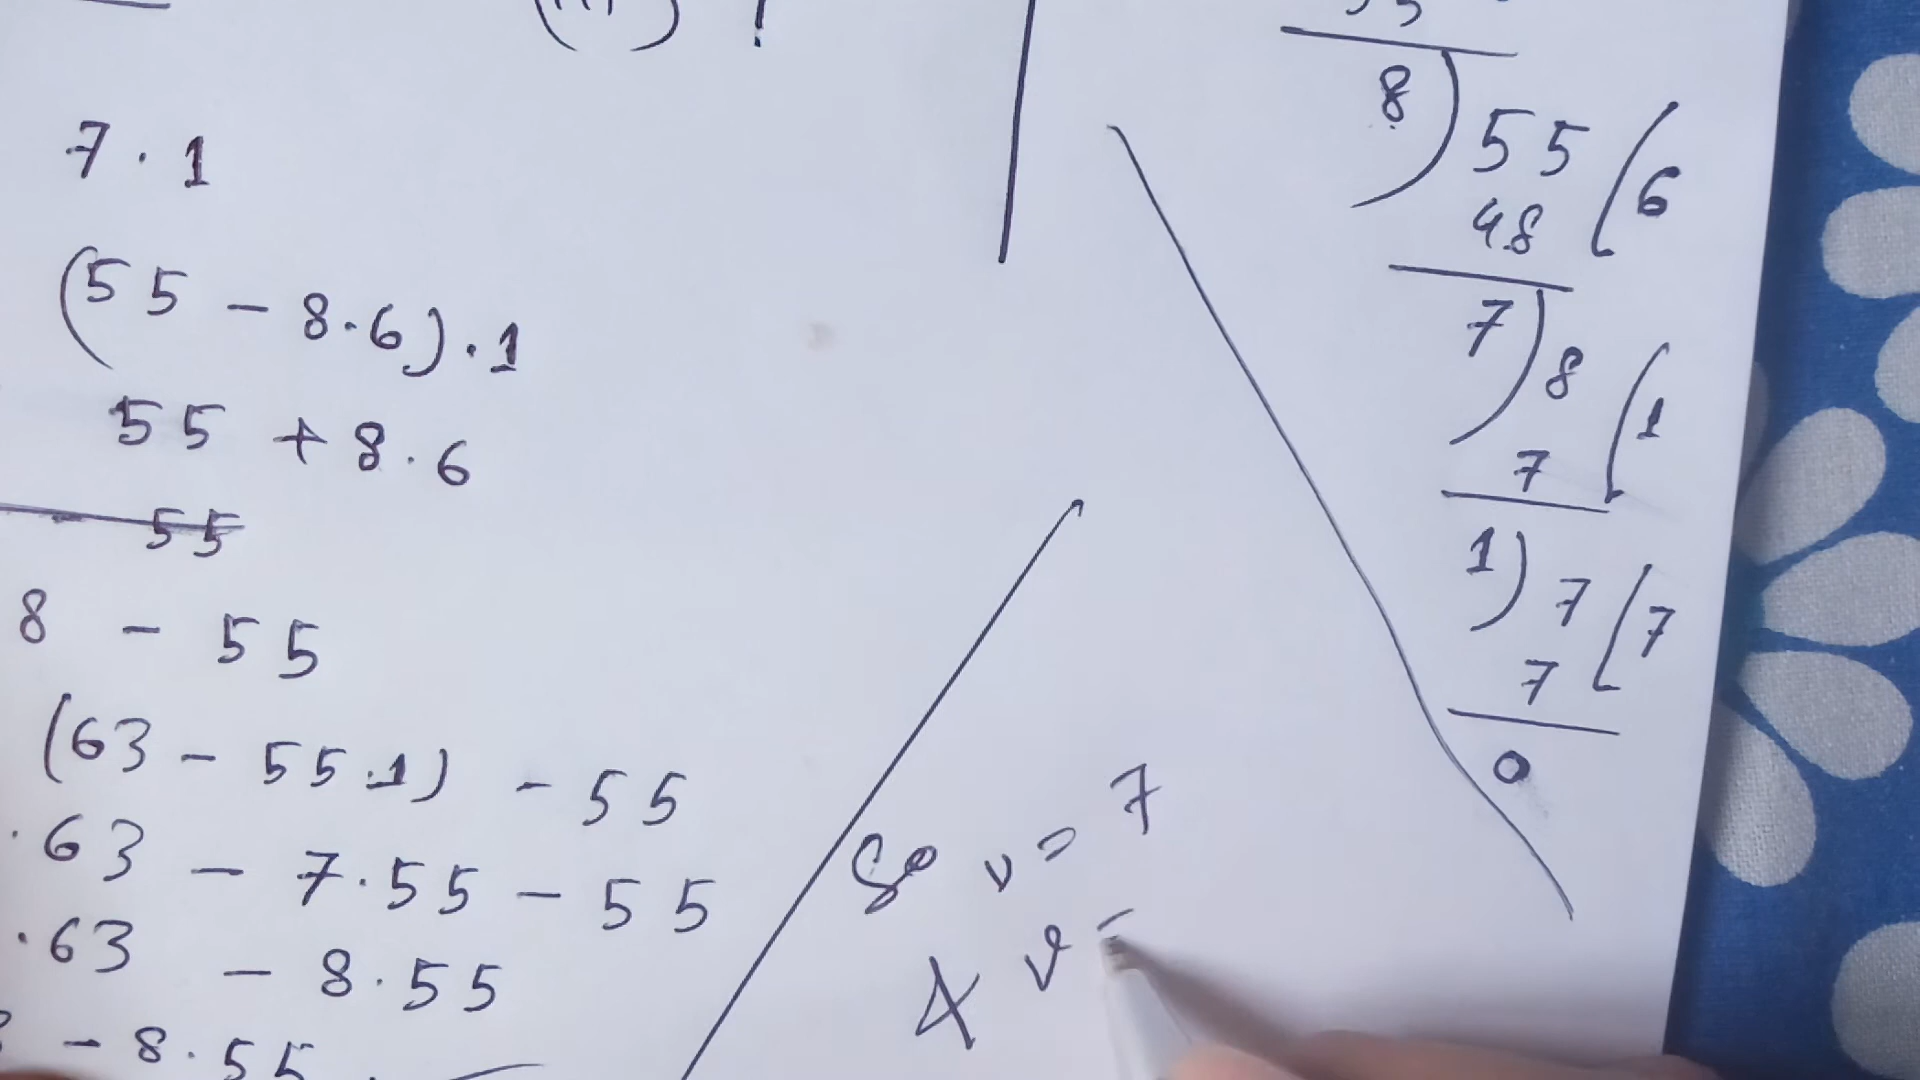 7.1
(55 - 8.6).1
55 + 8.6
55
8 - 55
(63 - 55.1) - 55
.63 - 7.55 - 55
.63 - 8.55
- 8.55
So u = 7
& v =
8) 55 (6
48
7) 8 (1
7
1) 7 (7
7
0